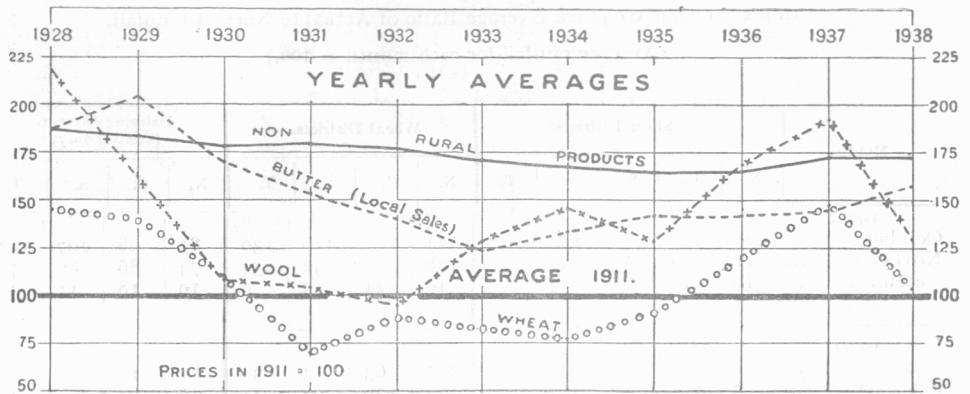 1928 1929 1930 1931 1932 1933 1934 1935 1936 1937 1938
225 YEARLY AVERAGES 225
200 200
NON RURAL PRODUCTS
175 175
BUTTER (Local Sales)
150 150
125 125
WOOL AVERAGE 1911.
100 100
WHEAT
75 75
PRICES IN 1911 = 100
50 50